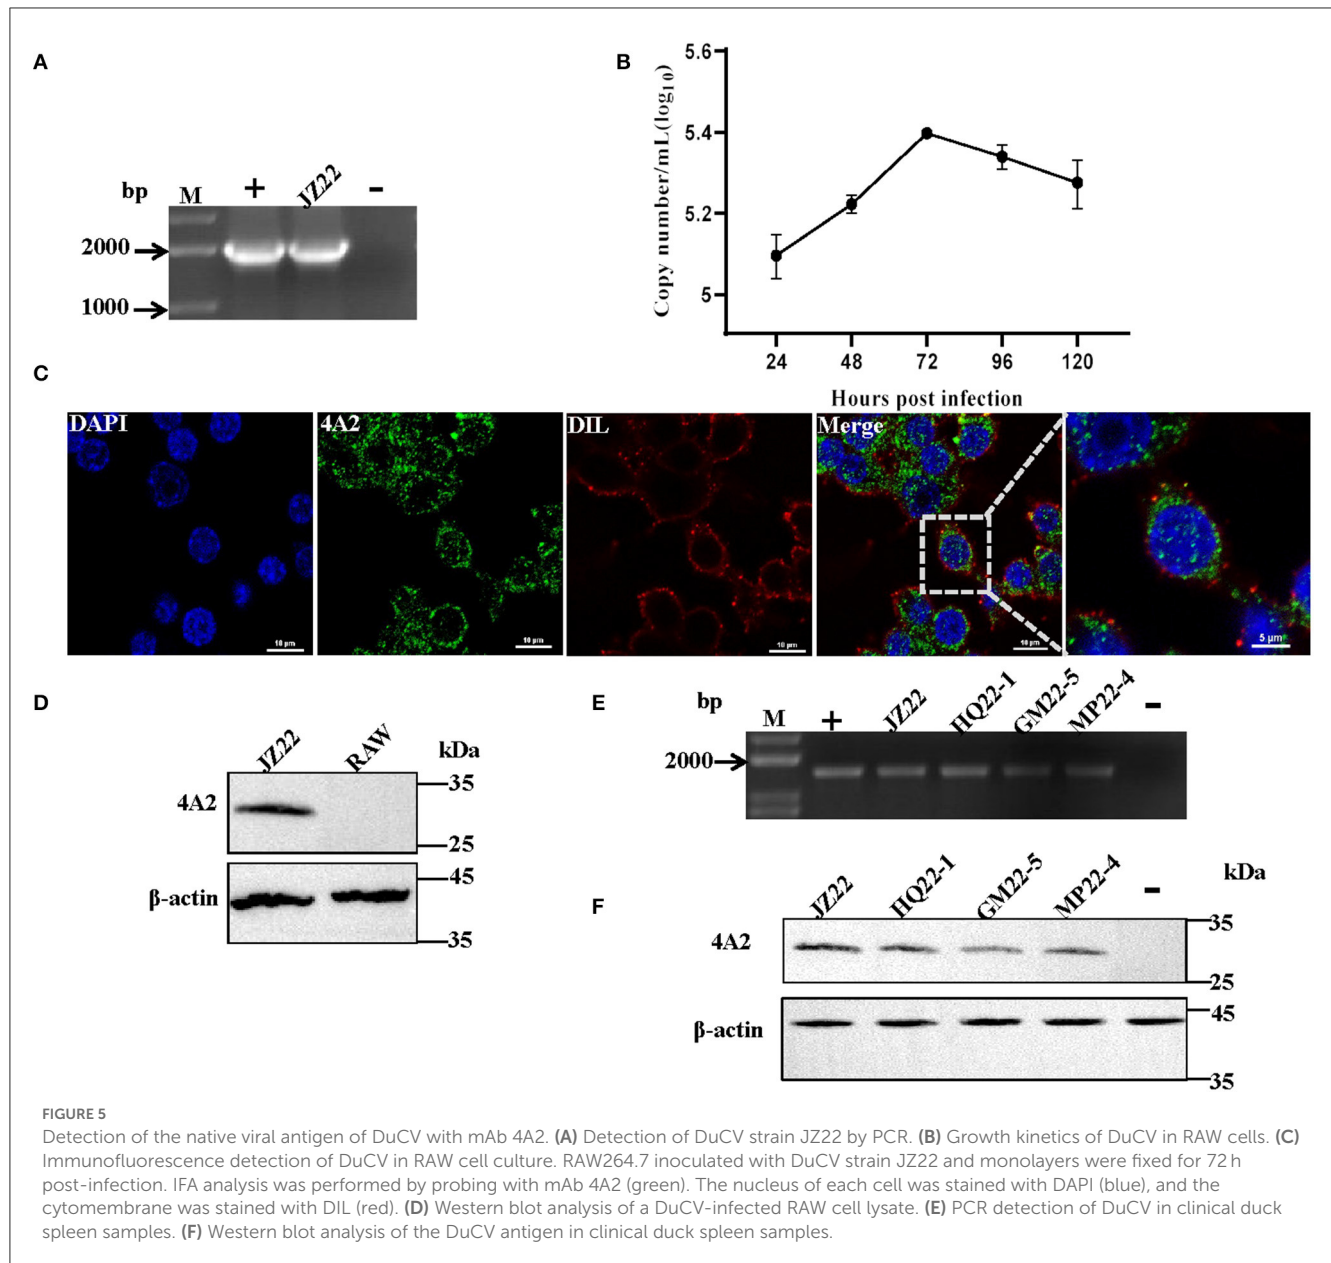 A
bp
M
+
JZ22
-
2000
1000
B
Copy number/mL(log10)
5.6
5.4
5.2
5
24
48
72
96
120
Hours post infection
C
DAPI
10 μm
4A2
10 μm
DIL
10 μm
Merge
10 μm
5 μm
D
JZ22
RAW
kDa
4A2
35
25
β-actin
45
35
E
bp
M
+
JZ22
HQ22-1
GM22-5
MP22-4
-
2000
F
JZ22
HQ22-1
GM22-5
MP22-4
-
kDa
4A2
35
25
β-actin
45
35
FIGURE 5
Detection of the native viral antigen of DuCV with mAb 4A2. (A) Detection of DuCV strain JZ22 by PCR. (B) Growth kinetics of DuCV in RAW cells. (C)
Immunofluorescence detection of DuCV in RAW cell culture. RAW264.7 inoculated with DuCV strain JZ22 and monolayers were fixed for 72 h
post-infection. IFA analysis was performed by probing with mAb 4A2 (green). The nucleus of each cell was stained with DAPI (blue), and the
cytomembrane was stained with DIL (red). (D) Western blot analysis of a DuCV-infected RAW cell lysate. (E) PCR detection of DuCV in clinical duck
spleen samples. (F) Western blot analysis of the DuCV antigen in clinical duck spleen samples.